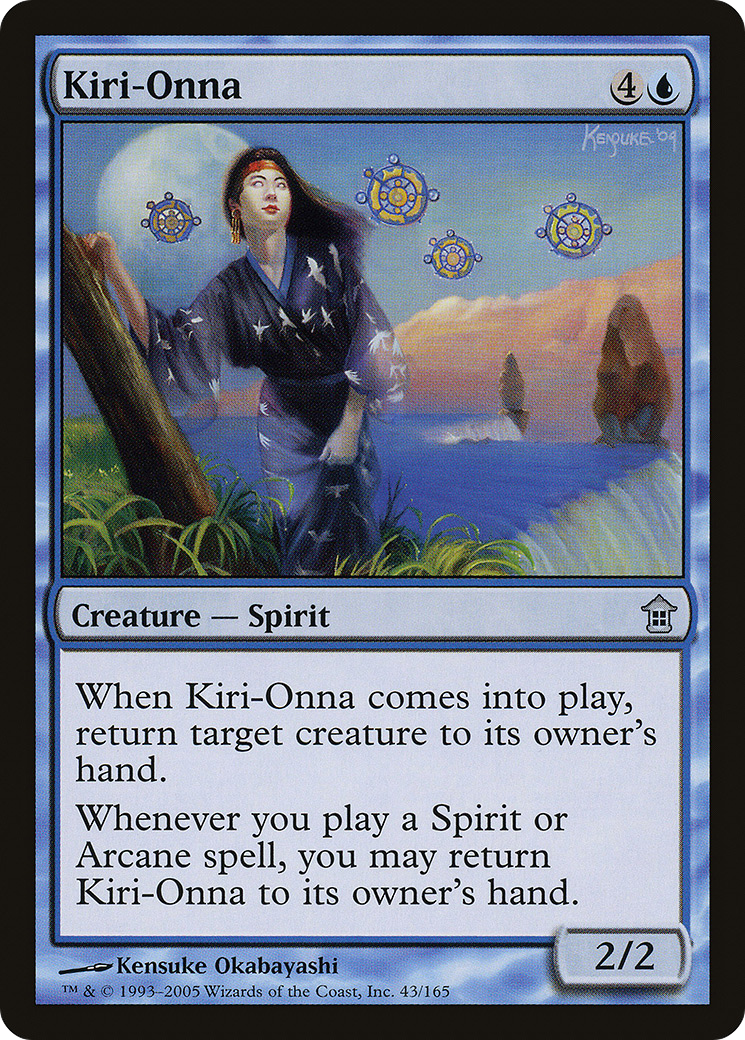 Kiri-Onna
4
KENSUKE '04
Creature — Spirit
When Kiri-Onna comes into play,
return target creature to its owner's
hand.
Whenever you play a Spirit or
Arcane spell, you may return
Kiri-Onna to its owner's hand.
2/2
Kensuke Okabayashi
™ & © 1993–2005 Wizards of the Coast, Inc. 43/165